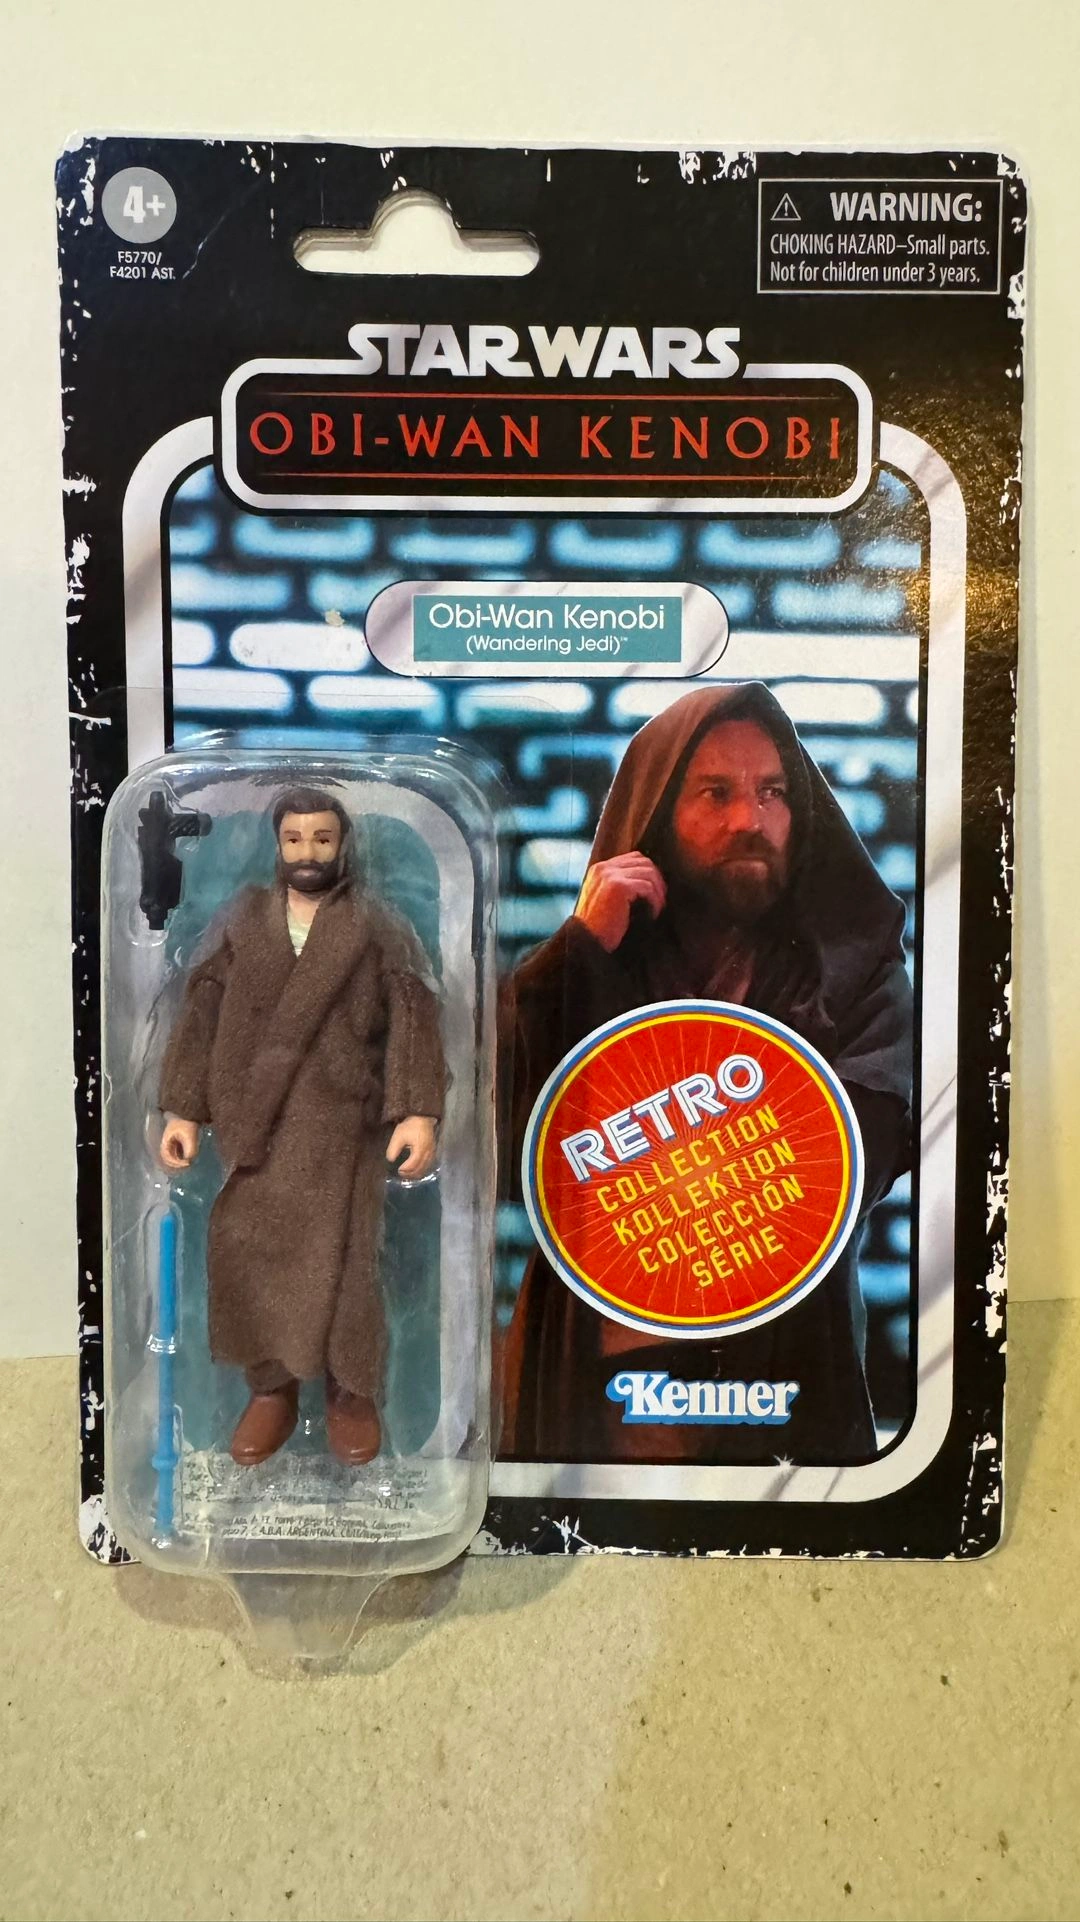 4+
F5770/
F4201 AST.
⚠ WARNING:
CHOKING HAZARD–Small parts.
Not for children under 3 years.
STAR WARS
OBI-WAN KENOBI
Obi-Wan Kenobi
(Wandering Jedi)™
RETRO
COLLECTION
KOLLEKTION
COLECCIÓN
SÉRIE
Kenner